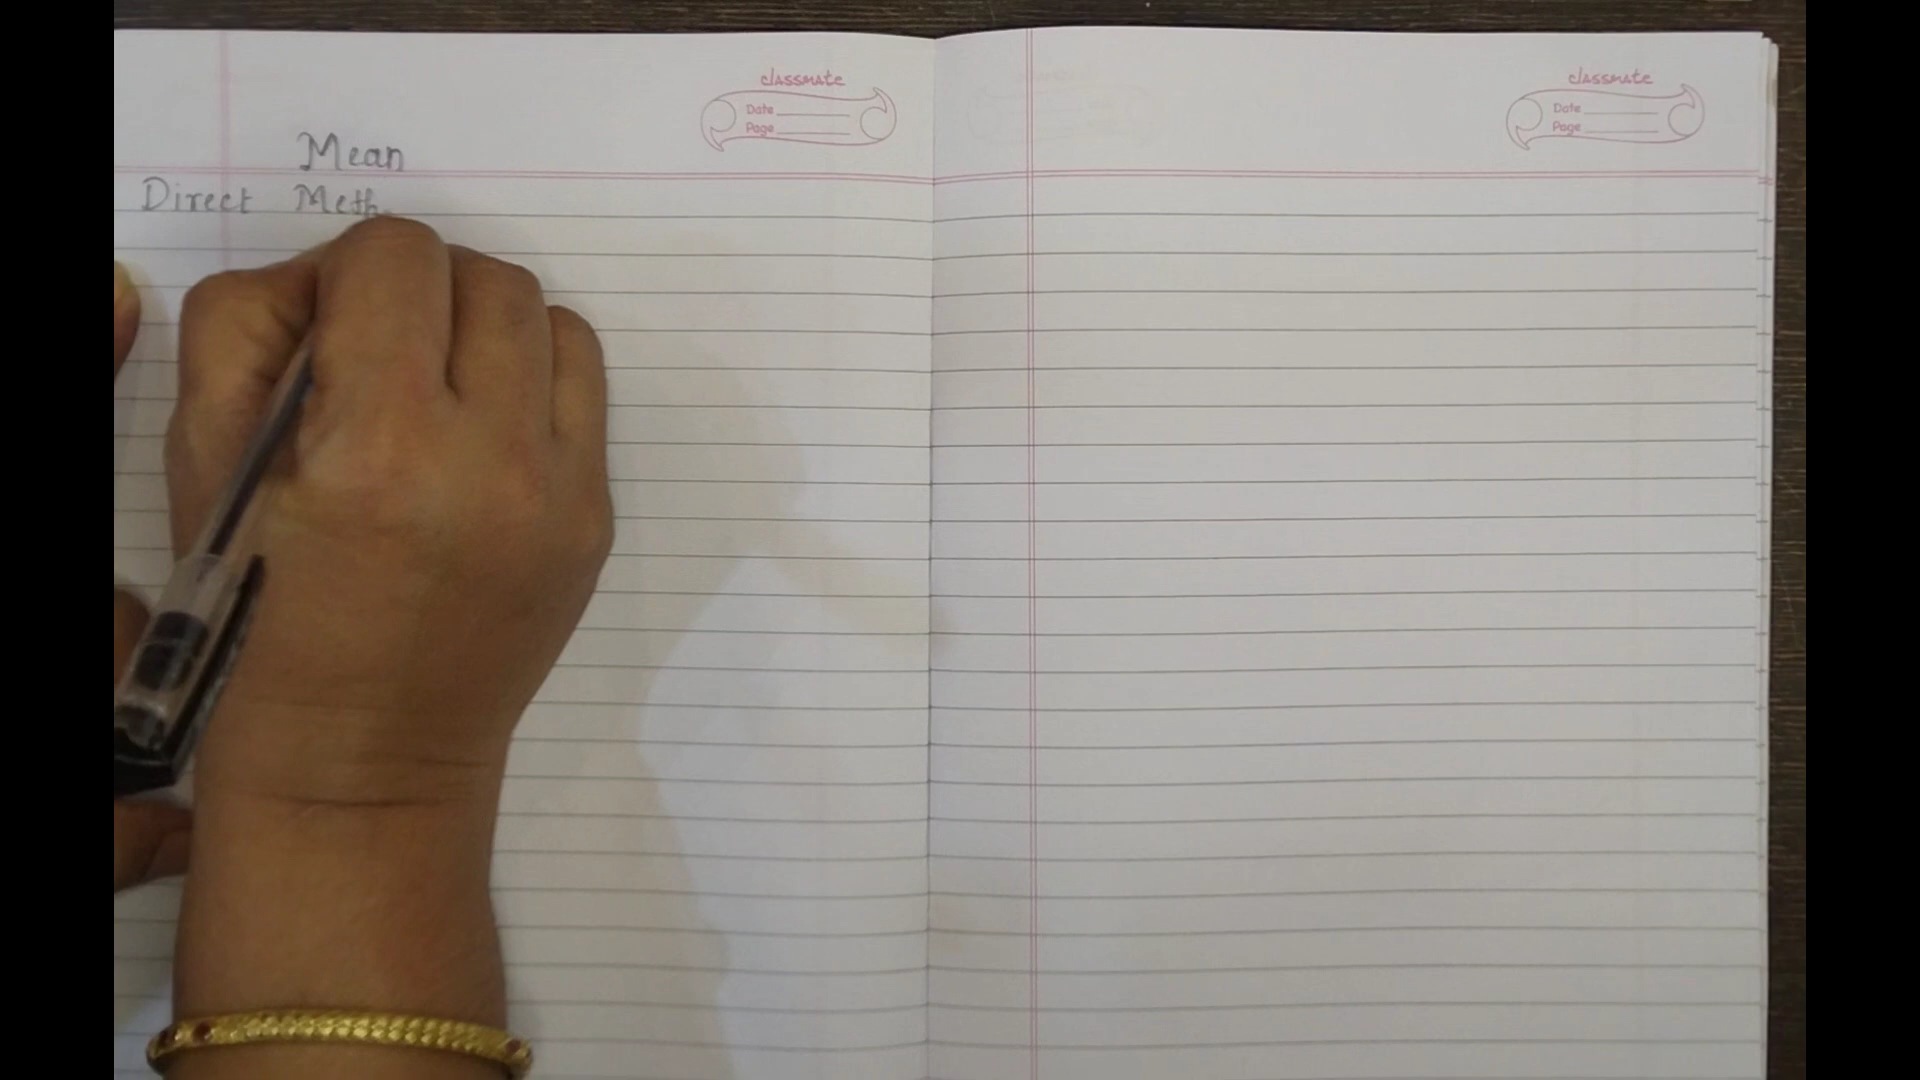 classmate
Date
Page
classmate
Date
Page
Mean
Direct Meth